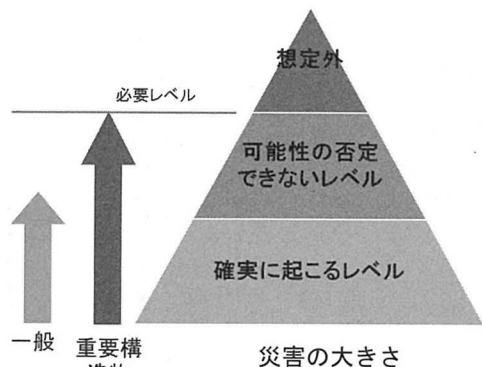 想定外
必要レベル
可能性の否定
できないレベル
確実に起こるレベル
一般
重要構
災害の大きさ